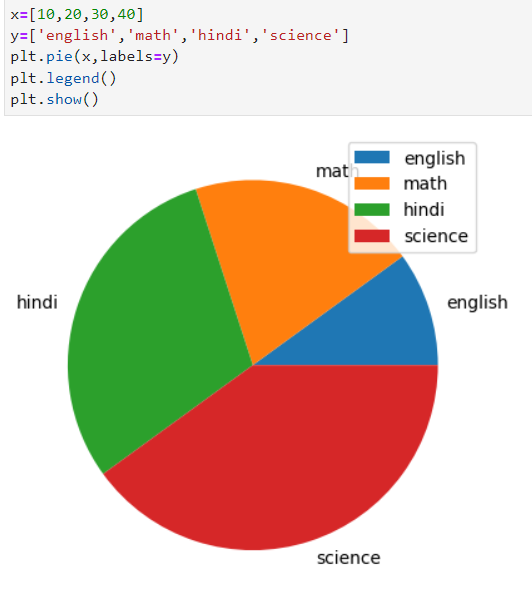 x=[10,20,30,40]
y=['english','math','hindi','science']
plt.pie(x,labels=y)
plt.legend()
plt.show()
math
english
math
hindi
science
hindi
english
science